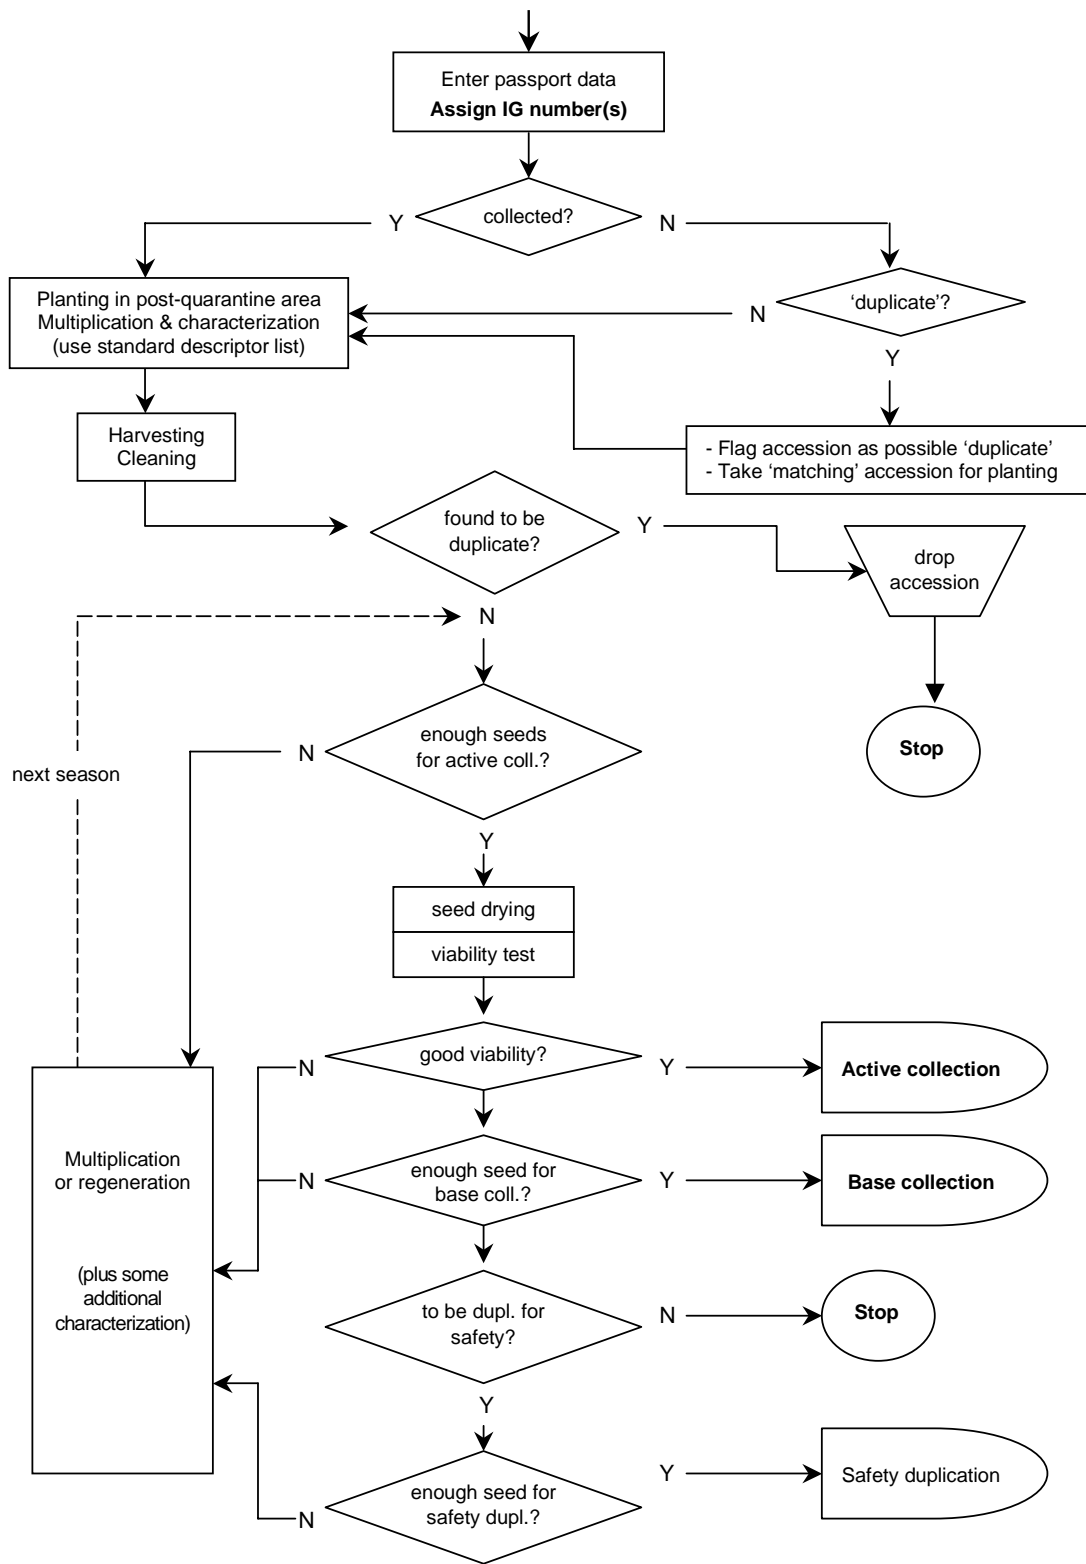 Enter passport data
Assign IG number(s)
collected?
Y
N
Planting in post-quarantine area
Multiplication & characterization
(use standard descriptor list)
'duplicate'?
N
Y
Harvesting
Cleaning
- Flag accession as possible 'duplicate'
- Take 'matching' accession for planting
found to be
duplicate?
Y
drop
accession
N
enough seeds
for active coll.?
N
Stop
next season
Y
seed drying
viability test
good viability?
N
Y
Active collection
Multiplication
or regeneration
(plus some
additional
characterization)
enough seed for
base coll.?
N
Y
Base collection
to be dupl. for
safety?
N
Stop
Y
enough seed for
safety dupl.?
Y
Safety duplication
N